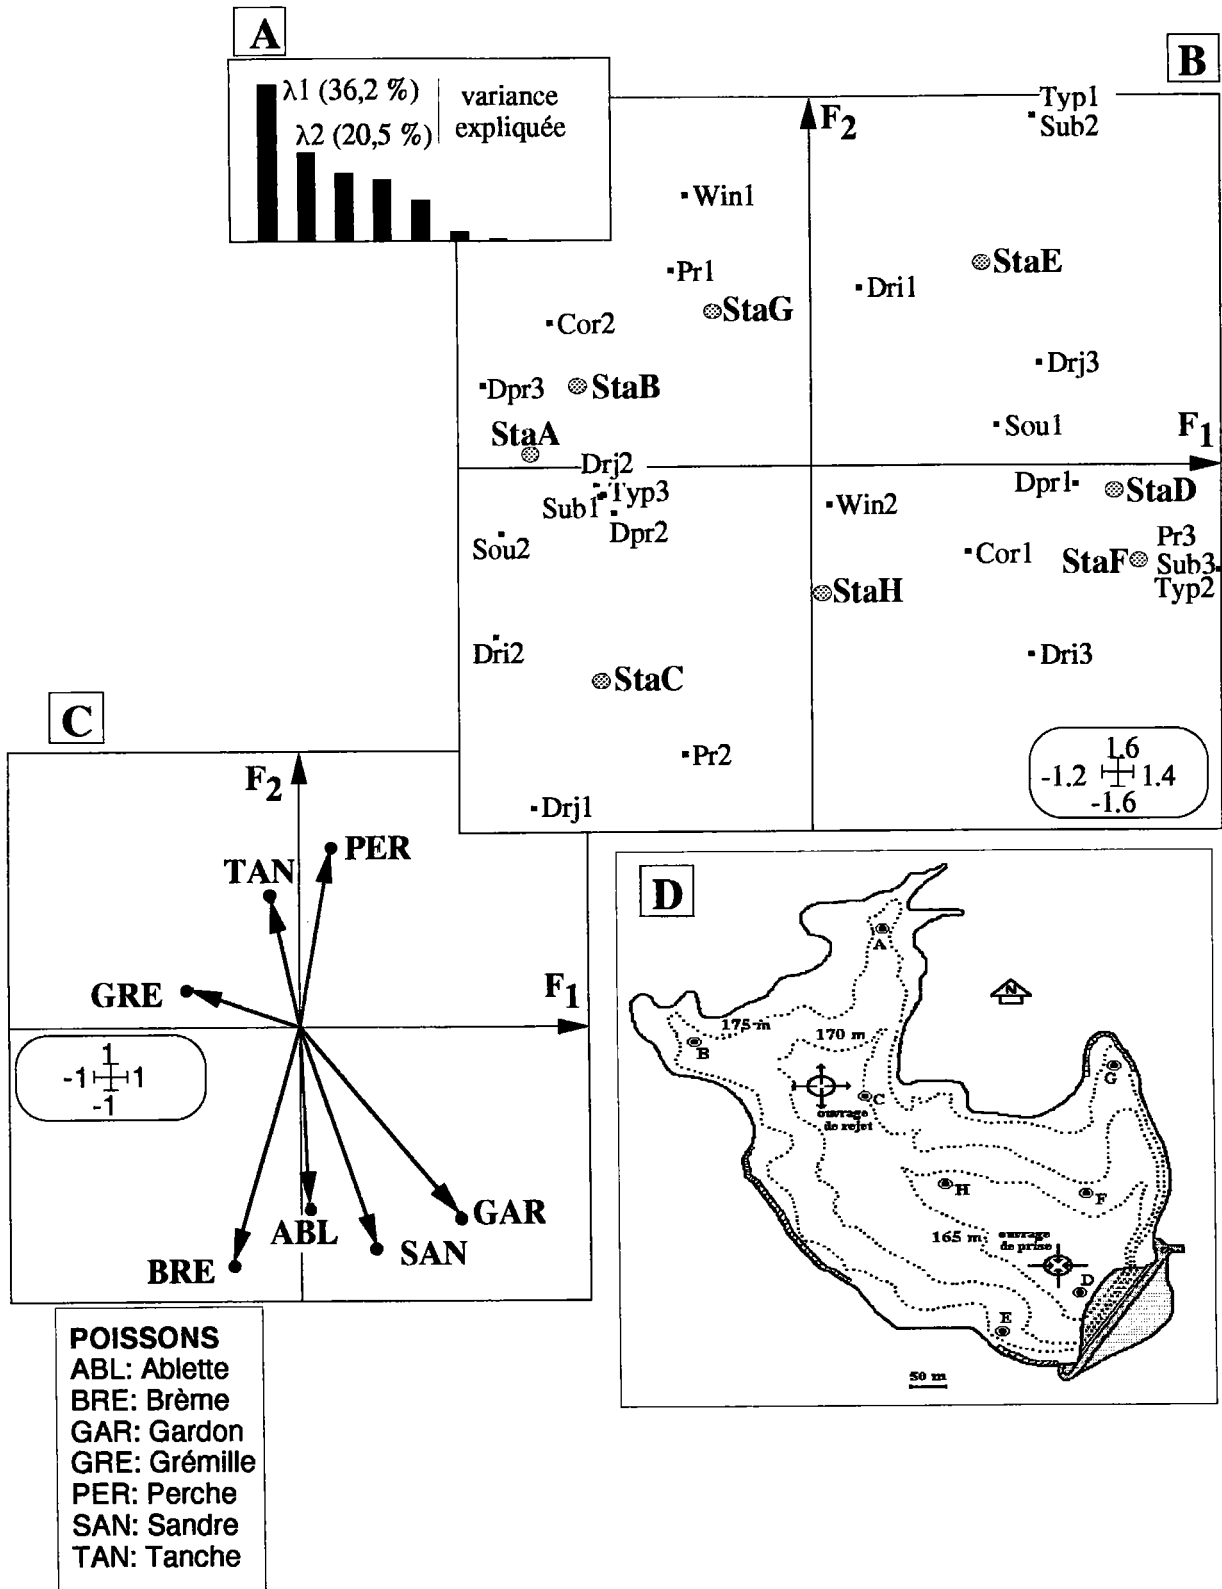 A
λ1 (36,2 %)
λ2 (20,5 %)
variance
expliquée
B
F2
F1
Typ1
Sub2
Win1
StaE
Pr1
Dri1
StaG
Cor2
Drj3
Dpr3
StaB
Sou1
StaA
Drj2
Dpr1
StaD
Typ3
Sub1
Win2
Dpr2
Sou2
Cor1
Pr3
StaF
Sub3
Typ2
StaH
Dri2
Dri3
StaC
Pr2
Drj1
1.6
-1.2
1.4
-1.6
C
F2
F1
PER
TAN
GRE
1
-1
1
-1
GAR
ABL
SAN
BRE
D
A
N
175 m
170 m
B
G
C
ouvrage
de rejet
H
F
165 m
ouvrage
de prise
D
E
50 m
POISSONS
ABL: Ablette
BRE: Brème
GAR: Gardon
GRE: Grémille
PER: Perche
SAN: Sandre
TAN: Tanche